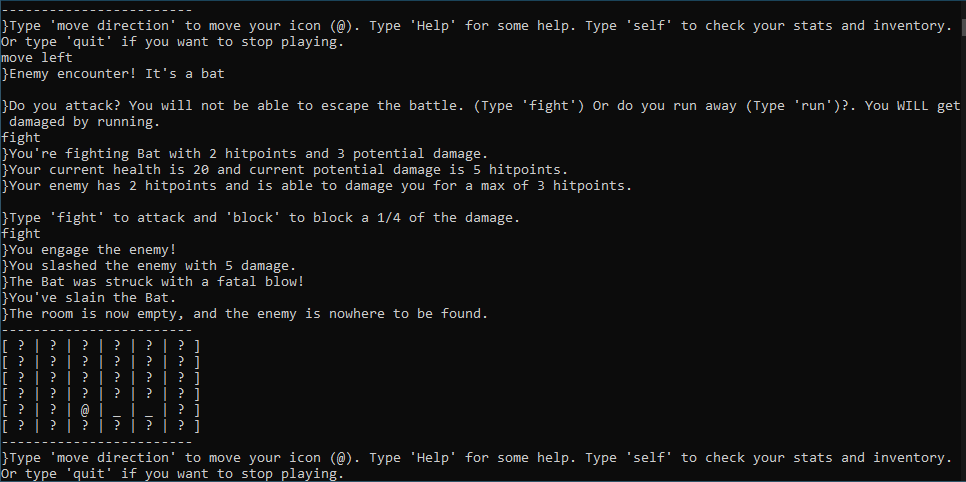 ------------------------
}Type 'move direction' to move your icon (@). Type 'Help' for some help. Type 'self' to check your stats and inventory.
Or type 'quit' if you want to stop playing.
move left
}Enemy encounter! It's a bat
}Do you attack? You will not be able to escape the battle. (Type 'fight') Or do you run away (Type 'run')?. You WILL get
 damaged by running.
fight
}You're fighting Bat with 2 hitpoints and 3 potential damage.
}Your current health is 20 and current potential damage is 5 hitpoints.
}Your enemy has 2 hitpoints and is able to damage you for a max of 3 hitpoints.
}Type 'fight' to attack and 'block' to block a 1/4 of the damage.
fight
}You engage the enemy!
}You slashed the enemy with 5 damage.
}The Bat was struck with a fatal blow!
}You've slain the Bat.
}The room is now empty, and the enemy is nowhere to be found.
------------------------
[ ? | ? | ? | ? | ? | ? ]
[ ? | ? | ? | ? | ? | ? ]
[ ? | ? | ? | ? | ? | ? ]
[ ? | ? | ? | ? | ? | ? ]
[ ? | ? | @ | _ | _ | ? ]
[ ? | ? | ? | ? | ? | ? ]
------------------------
}Type 'move direction' to move your icon (@). Type 'Help' for some help. Type 'self' to check your stats and inventory.
Or type 'quit' if you want to stop playing.